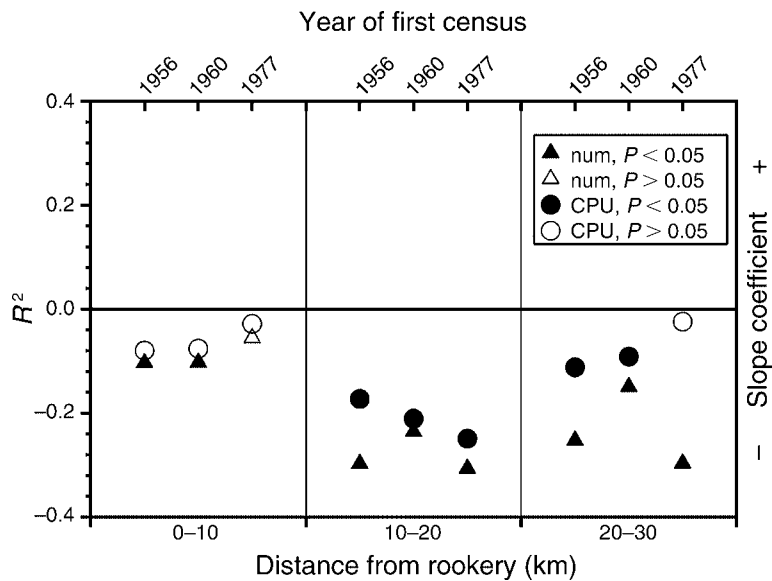 Year of first census
1956 1960 1977 1956 1960 1977 1956 1960 1977
0.4
num, P < 0.05
num, P > 0.05
CPU, P < 0.05
CPU, P > 0.05
0.2
0.0
–0.2
–0.4
R²
– Slope coefficient +
0–10 10–20 20–30
Distance from rookery (km)